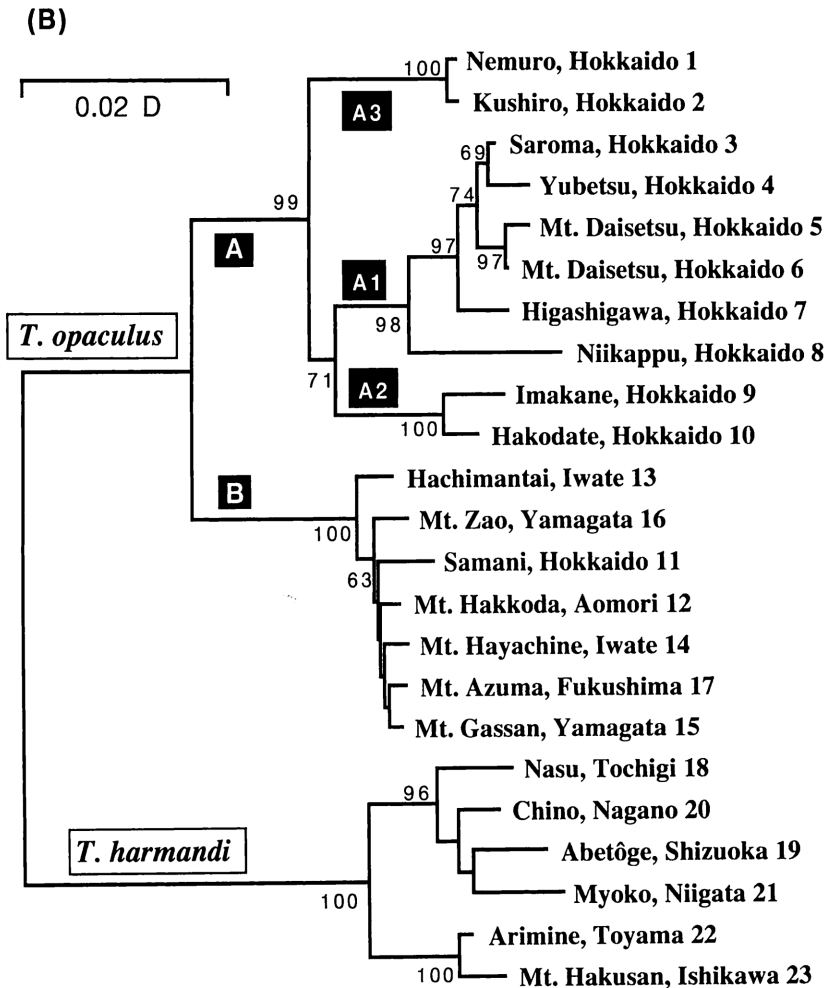 (B)
0.02 D
100
Nemuro, Hokkaido 1
Kushiro, Hokkaido 2
A3
69
Saroma, Hokkaido 3
Yubetsu, Hokkaido 4
74
99
Mt. Daisetsu, Hokkaido 5
A
97
97
Mt. Daisetsu, Hokkaido 6
A1
Higashigawa, Hokkaido 7
98
T. opaculus
Niikappu, Hokkaido 8
71
A2
Imakane, Hokkaido 9
100
Hakodate, Hokkaido 10
B
Hachimantai, Iwate 13
100
Mt. Zao, Yamagata 16
63
Samani, Hokkaido 11
Mt. Hakkoda, Aomori 12
Mt. Hayachine, Iwate 14
Mt. Azuma, Fukushima 17
Mt. Gassan, Yamagata 15
Nasu, Tochigi 18
96
Chino, Nagano 20
T. harmandi
Abetôge, Shizuoka 19
100
Myoko, Niigata 21
Arimine, Toyama 22
100
Mt. Hakusan, Ishikawa 23